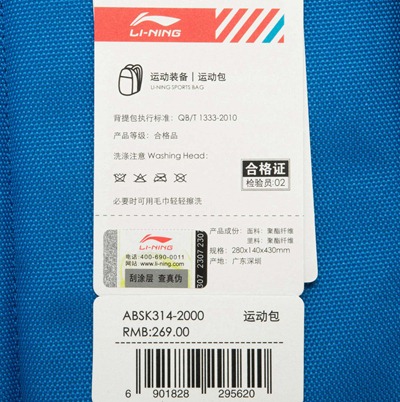 LI-NING
运动装备 | 运动包
LI-NING SPORTS BAG
背提包执行标准: QB/T 1333-2010
产品等级: 合格品
洗涤注意 Washing Head:
合格证
检验员:02
必要时可用毛巾轻轻擦洗
LI-NING
电话:400-690-0011
网站:www.li-ning.com
刮涂层 查真伪
2307 2307 2307
产品成份: 面料: 聚酯纤维
里料: 聚酯纤维
规格: 280x140x430mm
产地: 广东深圳
ABSK314-2000 运动包
RMB:269.00
6 901828 295620